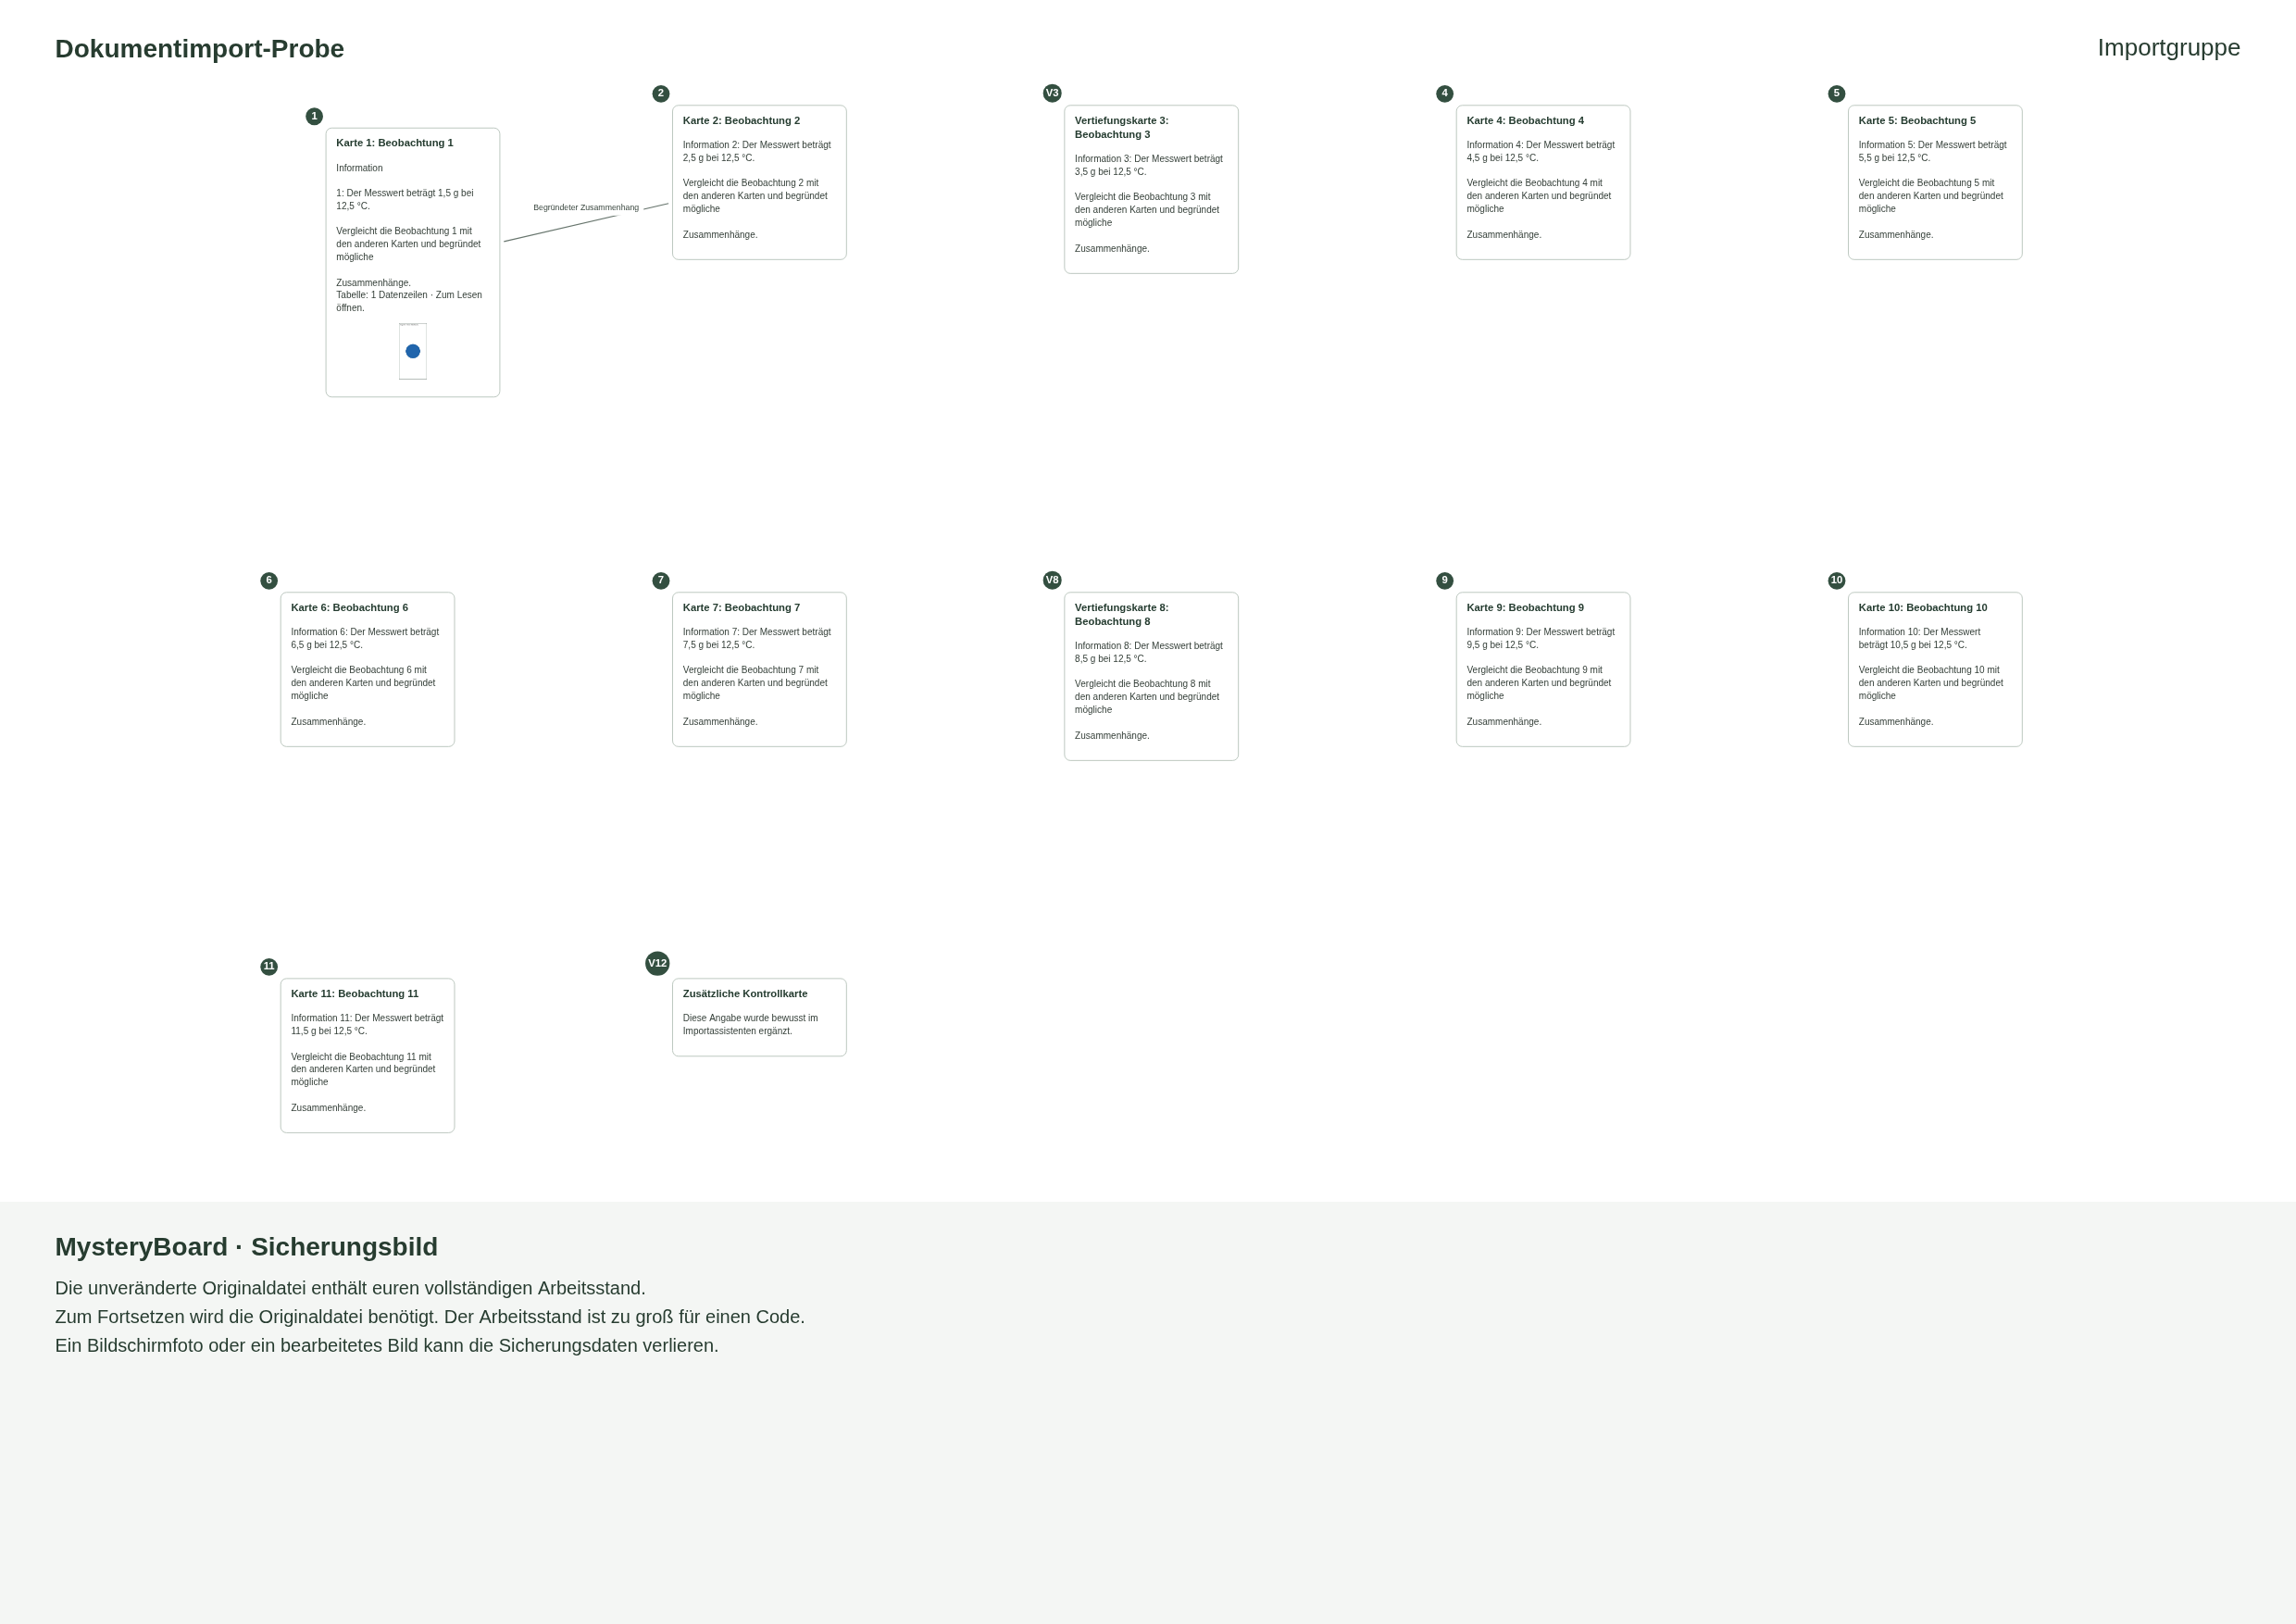 Dokumentimport-Probe
Importgruppe
1
Karte 1: Beobachtung 1
Information
1: Der Messwert beträgt 1,5 g bei
12,5 °C.
Vergleicht die Beobachtung 1 mit
den anderen Karten und begründet
mögliche
Zusammenhänge.
Tabelle: 1 Datenzeilen · Zum Lesen
öffnen.
Begründeter Zusammenhang
2
Karte 2: Beobachtung 2
Information 2: Der Messwert beträgt
2,5 g bei 12,5 °C.
Vergleicht die Beobachtung 2 mit
den anderen Karten und begründet
mögliche
Zusammenhänge.
V3
Vertiefungskarte 3:
Beobachtung 3
Information 3: Der Messwert beträgt
3,5 g bei 12,5 °C.
Vergleicht die Beobachtung 3 mit
den anderen Karten und begründet
mögliche
Zusammenhänge.
4
Karte 4: Beobachtung 4
Information 4: Der Messwert beträgt
4,5 g bei 12,5 °C.
Vergleicht die Beobachtung 4 mit
den anderen Karten und begründet
mögliche
Zusammenhänge.
5
Karte 5: Beobachtung 5
Information 5: Der Messwert beträgt
5,5 g bei 12,5 °C.
Vergleicht die Beobachtung 5 mit
den anderen Karten und begründet
mögliche
Zusammenhänge.
6
Karte 6: Beobachtung 6
Information 6: Der Messwert beträgt
6,5 g bei 12,5 °C.
Vergleicht die Beobachtung 6 mit
den anderen Karten und begründet
mögliche
Zusammenhänge.
7
Karte 7: Beobachtung 7
Information 7: Der Messwert beträgt
7,5 g bei 12,5 °C.
Vergleicht die Beobachtung 7 mit
den anderen Karten und begründet
mögliche
Zusammenhänge.
V8
Vertiefungskarte 8:
Beobachtung 8
Information 8: Der Messwert beträgt
8,5 g bei 12,5 °C.
Vergleicht die Beobachtung 8 mit
den anderen Karten und begründet
mögliche
Zusammenhänge.
9
Karte 9: Beobachtung 9
Information 9: Der Messwert beträgt
9,5 g bei 12,5 °C.
Vergleicht die Beobachtung 9 mit
den anderen Karten und begründet
mögliche
Zusammenhänge.
10
Karte 10: Beobachtung 10
Information 10: Der Messwert
beträgt 10,5 g bei 12,5 °C.
Vergleicht die Beobachtung 10 mit
den anderen Karten und begründet
mögliche
Zusammenhänge.
11
Karte 11: Beobachtung 11
Information 11: Der Messwert beträgt
11,5 g bei 12,5 °C.
Vergleicht die Beobachtung 11 mit
den anderen Karten und begründet
mögliche
Zusammenhänge.
V12
Zusätzliche Kontrollkarte
Diese Angabe wurde bewusst im
Importassistenten ergänzt.
MysteryBoard · Sicherungsbild
Die unveränderte Originaldatei enthält euren vollständigen Arbeitsstand.
Zum Fortsetzen wird die Originaldatei benötigt. Der Arbeitsstand ist zu groß für einen Code.
Ein Bildschirmfoto oder ein bearbeitetes Bild kann die Sicherungsdaten verlieren.